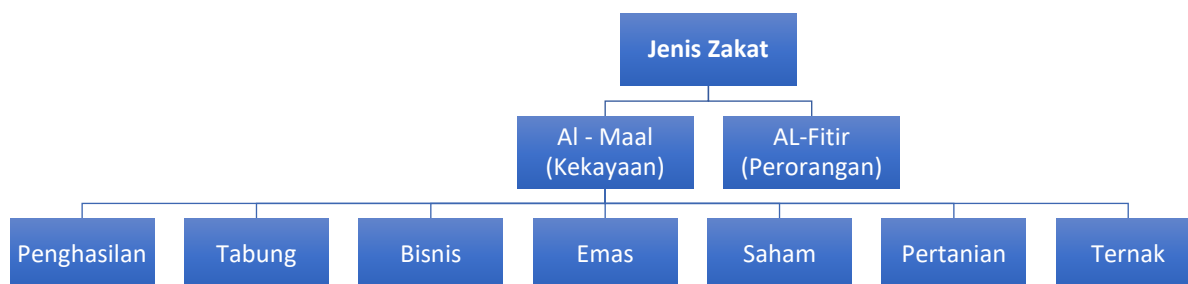 Jenis Zakat
Al - Maal
(Kekayaan)
AL-Fitir
(Perorangan)
Penghasilan
Tabung
Bisnis
Emas
Saham
Pertanian
Ternak